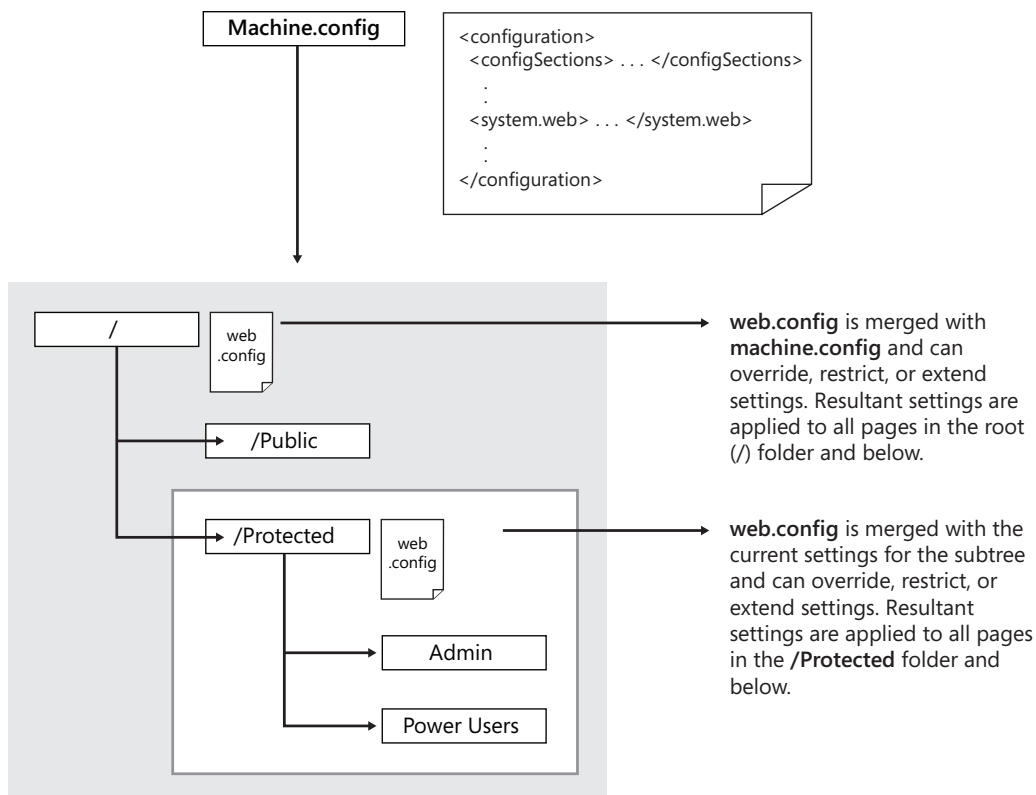 Machine.config
<configuration>
<configSections> . . . </configSections>
.
.
<system.web> . . . </system.web>
.
.
</configuration>
/
web
.config
web.config is merged with
machine.config and can
override, restrict, or extend
settings. Resultant settings are
applied to all pages in the root
(/) folder and below.
/Public
/Protected
web
.config
web.config is merged with the
current settings for the subtree
and can override, restrict, or
extend settings. Resultant
settings are applied to all pages
in the /Protected folder and
below.
Admin
Power Users